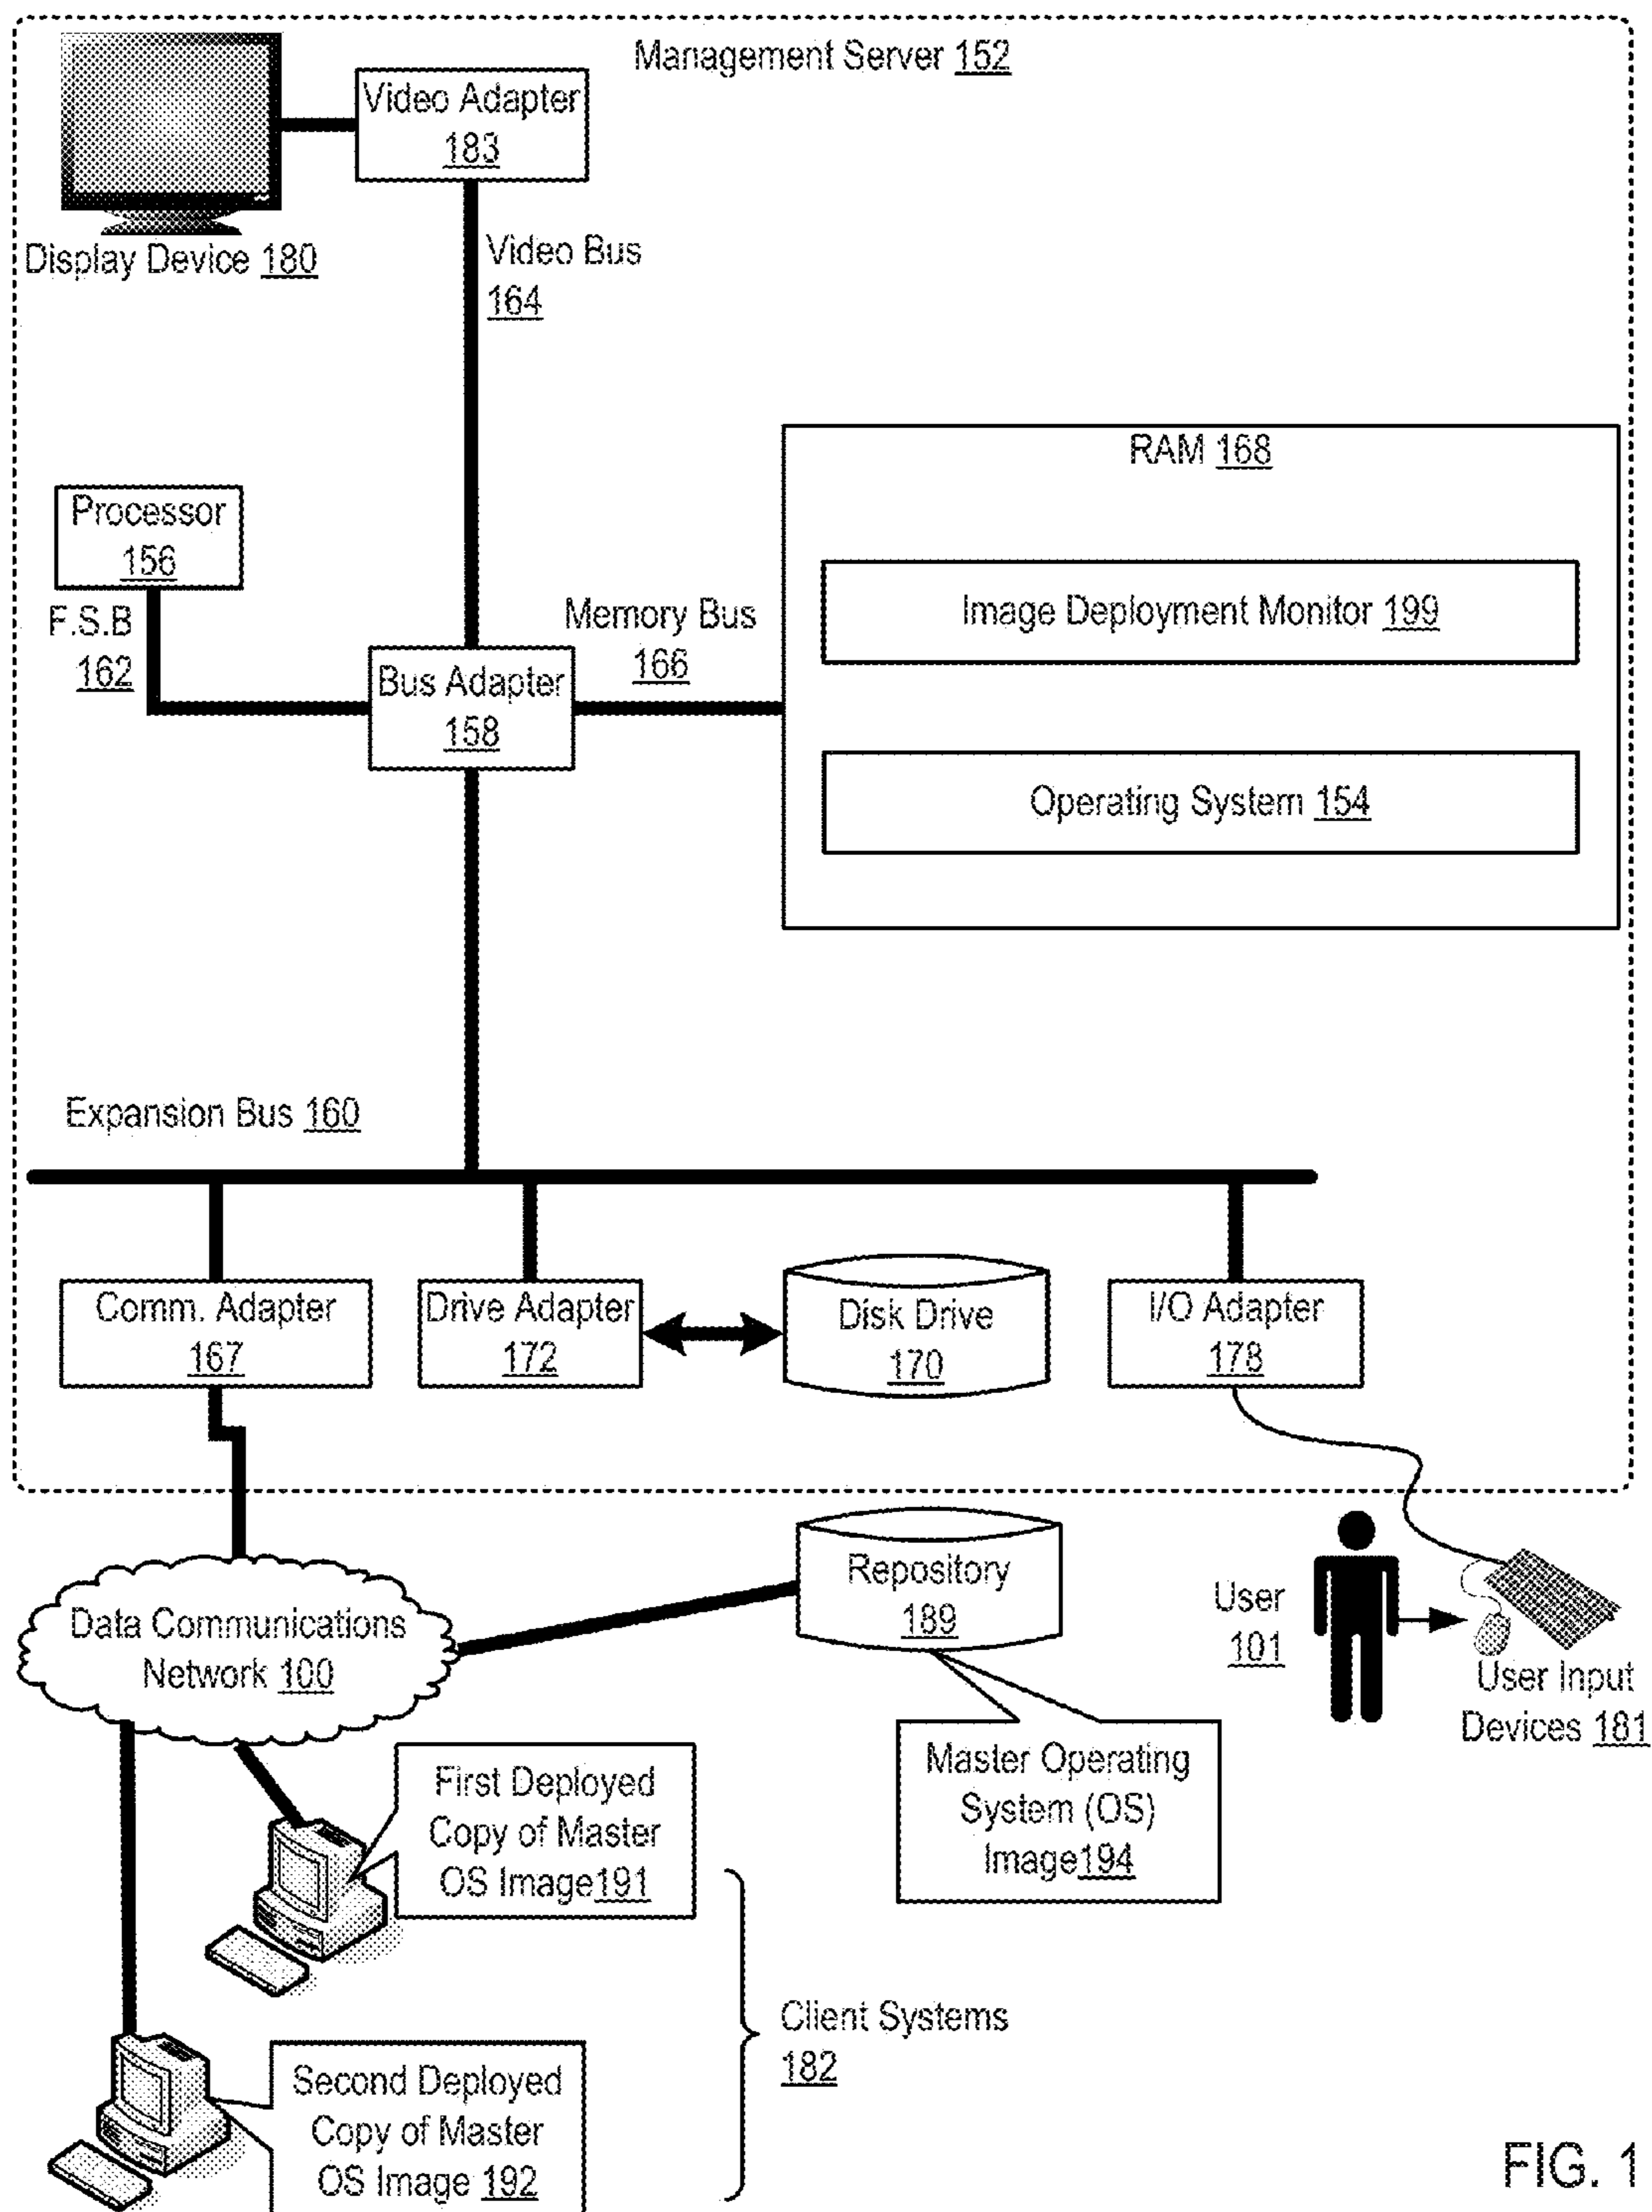 Management Server 152
Video Adapter
183
Display Device 180
Video Bus
164
RAM 168
Processor
156
Image Deployment Monitor 199
F.S.B
162
Memory Bus
166
Bus Adapter
158
Operating System 154
Expansion Bus 160
Comm. Adapter
167
Drive Adapter
172
Disk Drive
170
I/O Adapter
178
Repository
189
User
101
Data Communications
Network 100
User Input
Devices 181
Master Operating
System (OS)
Image194
First Deployed
Copy of Master
OS Image191
Client Systems
182
Second Deployed
Copy of Master
OS Image 192
FIG. 1